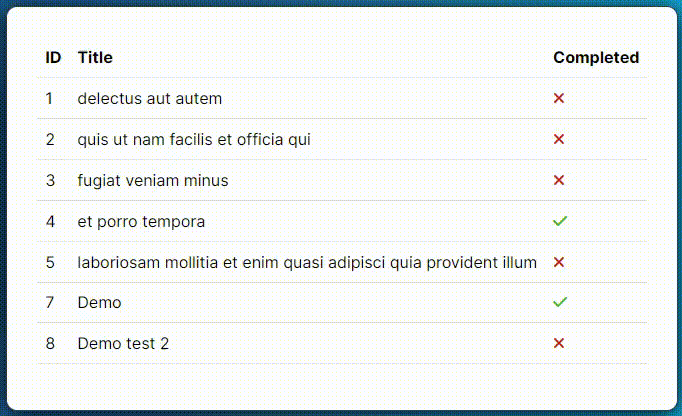 ID Title Completed
1 delectus aut autem
2 quis ut nam facilis et officia qui
3 fugiat veniam minus
4 et porro tempora
5 laboriosam mollitia et enim quasi adipisci quia provident illum
7 Demo
8 Demo test 2